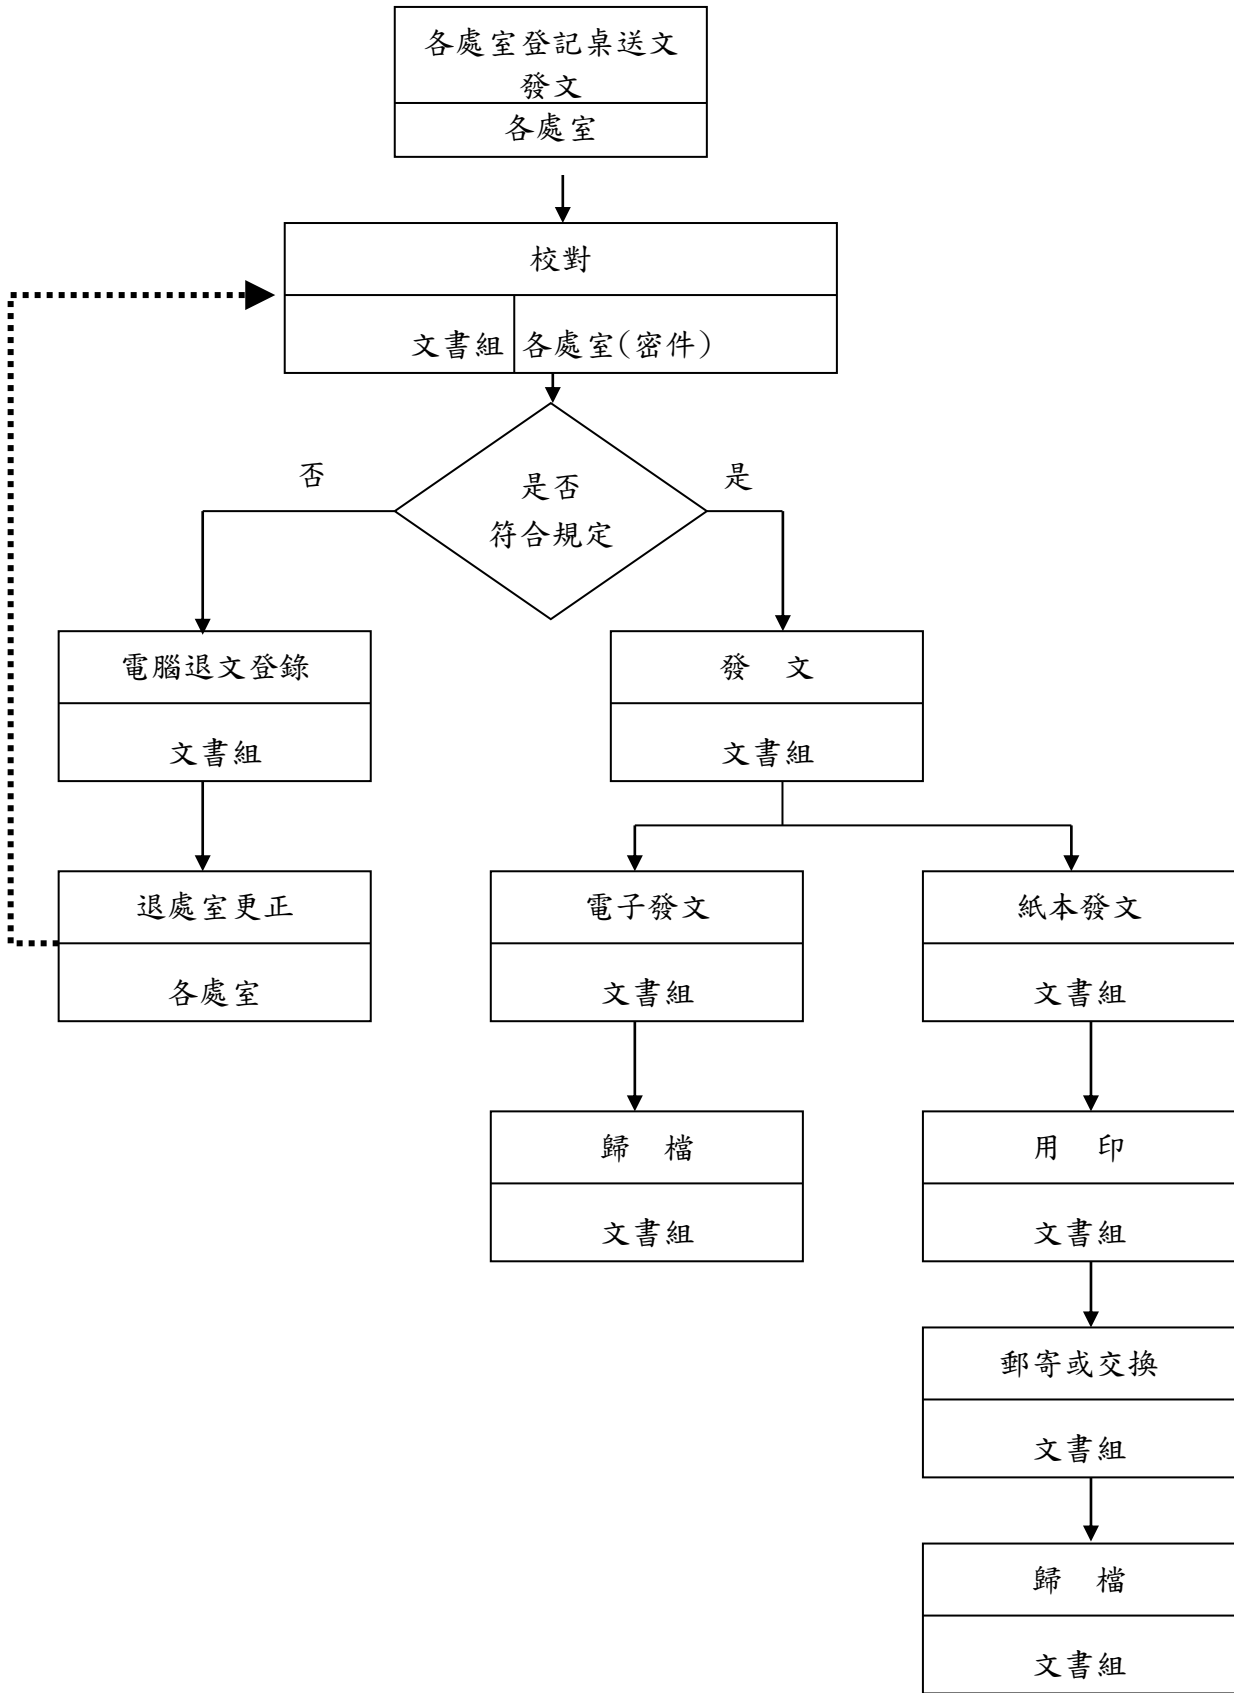 各處室登記桌送文
發文
各處室
校對
文書組 各處室(密件)
否
是
是否
符合規定
電腦退文登錄
文書組
發 文
文書組
退處室更正
各處室
電子發文
文書組
紙本發文
文書組
歸 檔
文書組
用 印
文書組
郵寄或交換
文書組
歸 檔
文書組